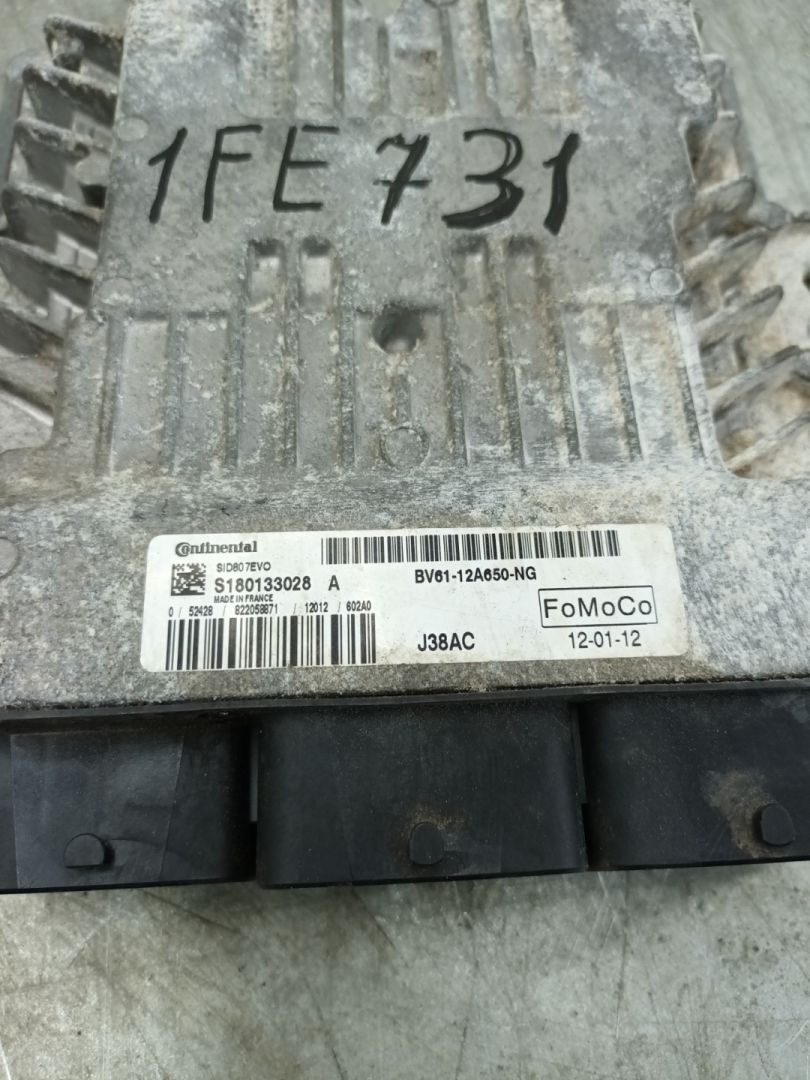 1FE731
Continental
SID807EVO
S180133028 A
MADE IN FRANCE
0 / 52428 / 822058871 / 12012 / 602A0
BV61-12A650-NG
FoMoCo
J38AC
12-01-12